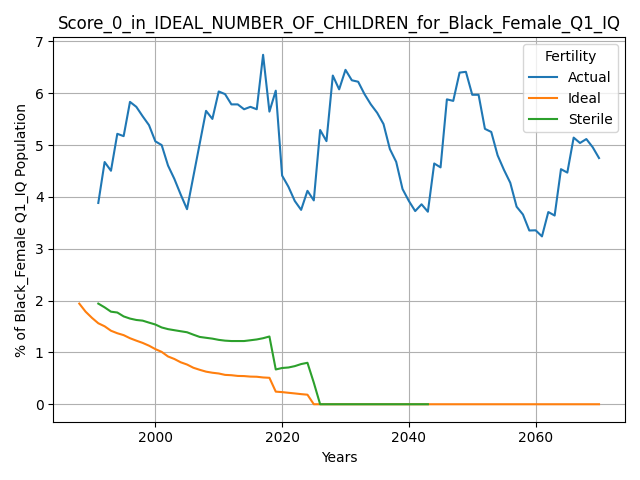 Score_0_in_IDEAL_NUMBER_OF_CHILDREN_for_Black_Female_Q1_IQ
7
6
5
4
3
2
1
0
% of Black_Female Q1_IQ Population
Fertility
Actual
Ideal
Sterile
2000
2020
2040
2060
Years